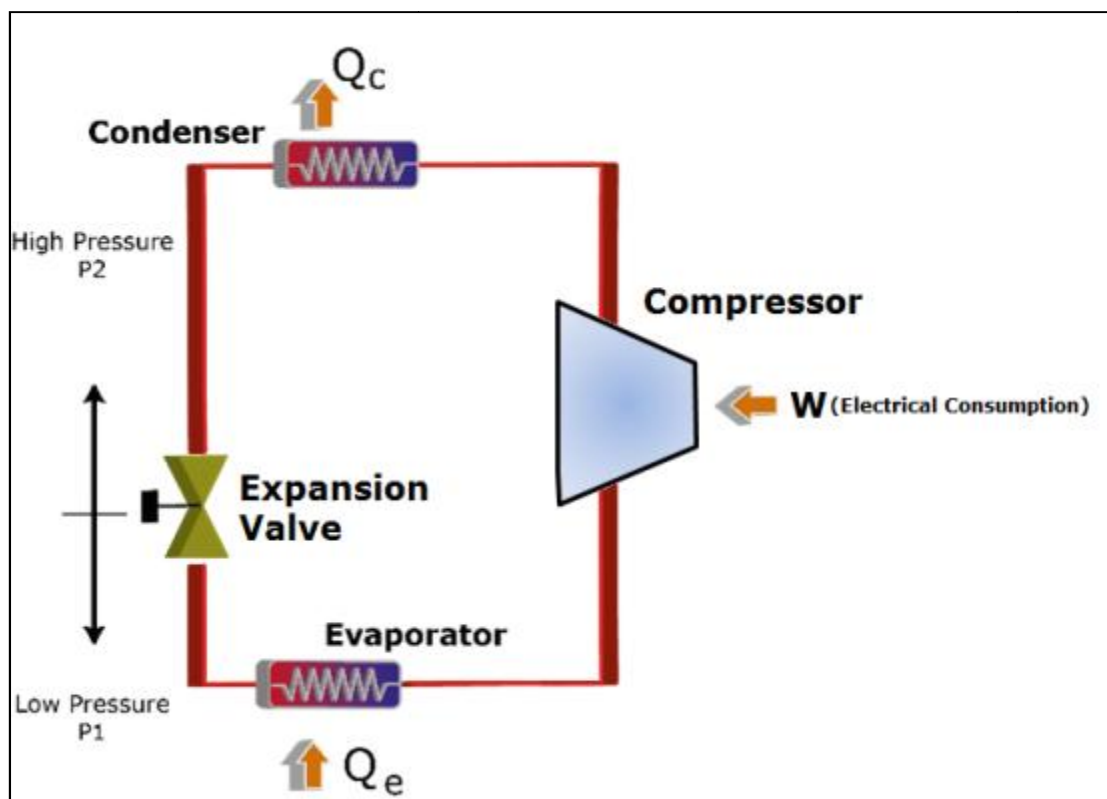 Qc
Condenser
High Pressure
P2
Compressor
W (Electrical Consumption)
Expansion
Valve
Evaporator
Low Pressure
P1
Qe